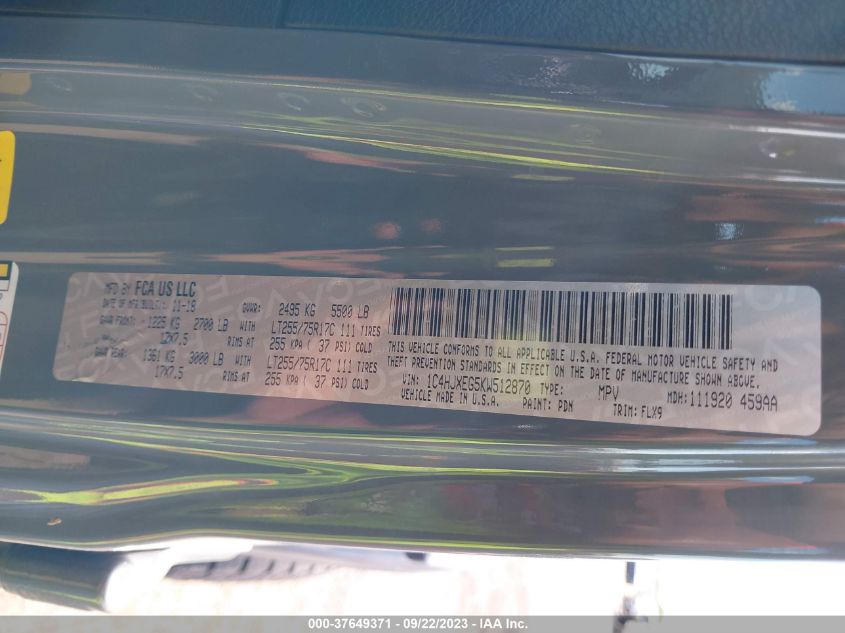 MFD BY FCA US LLC
DATE OF MFR(BUILT): 11-18 GVWR: 2495 KG 5500 LB
GAWR FRONT: 1225 KG 2700 LB WITH LT255/75R17C 111 TIRES
17X7.5 RIMS AT 255 KPA ( 37 PSI) COLD
GAWR REAR: 1361 KG 3000 LB WITH LT255/75R17C 111 TIRES
17X7.5 RIMS AT 255 KPA ( 37 PSI) COLD
THIS VEHICLE CONFORMS TO ALL APPLICABLE U.S.A. FEDERAL MOTOR VEHICLE SAFETY AND
THEFT PREVENTION STANDARDS IN EFFECT ON THE DATE OF MANUFACTURE SHOWN ABOVE.
VIN: 1C4HJXEG5KW512870 TYPE: MPV MDH: 111920 459AA
VEHICLE MADE IN U.S.A. PAINT: PDN TRIM: FLX9
000-37649371 - 09/22/2023 - IAA Inc.